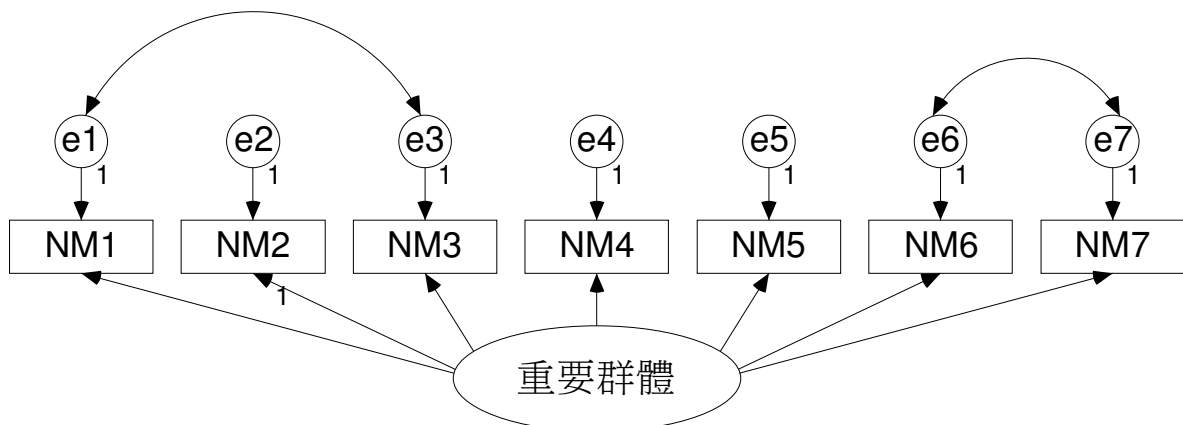 e1 e2 e3 e4 e5 e6 e7
1 1 1 1 1 1 1
NM1 NM2 NM3 NM4 NM5 NM6 NM7
1
重要群體